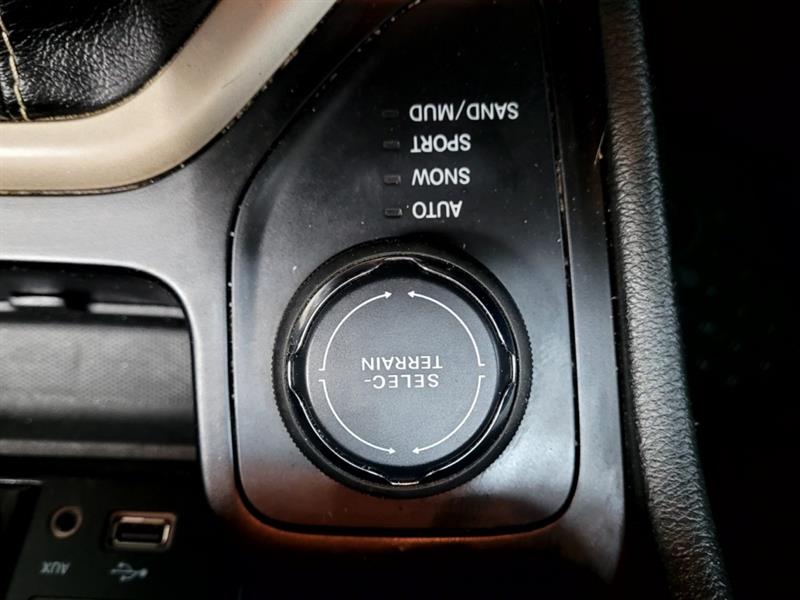 SELEC-
TERRAIN
AUTO
SNOW
SPORT
SAND/MUD
AUX